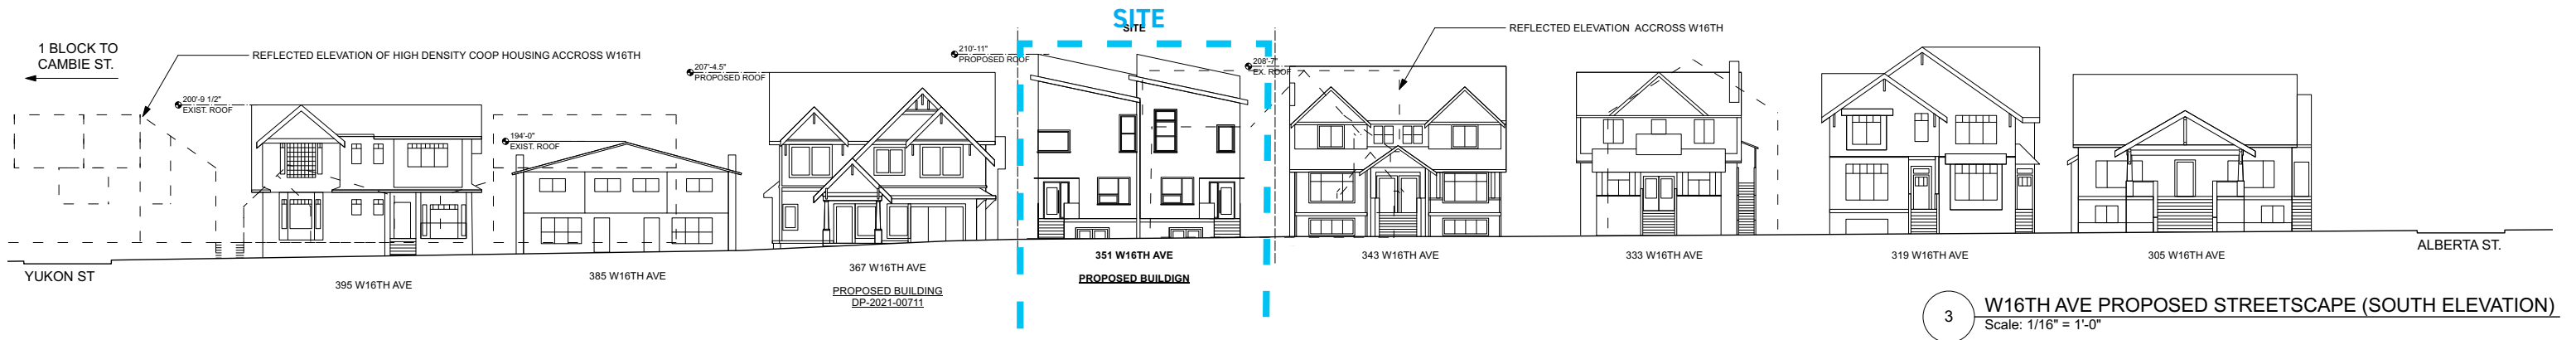 SITE
SITE
1 BLOCK TO
CAMBIE ST.
REFLECTED ELEVATION OF HIGH DENSITY COOP HOUSING ACCROSS W16TH
REFLECTED ELEVATION ACCROSS W16TH
200'-9 1/2"
EXIST. ROOF
194'-0"
EXIST. ROOF
207'-4.5"
PROPOSED ROOF
210'-11"
PROPOSED ROOF
208'-7"
EX. ROOF
YUKON ST
395 W16TH AVE
385 W16TH AVE
367 W16TH AVE
PROPOSED BUILDING
DP-2021-00711
351 W16TH AVE
PROPOSED BUILDIGN
343 W16TH AVE
333 W16TH AVE
319 W16TH AVE
305 W16TH AVE
ALBERTA ST.
3
W16TH AVE PROPOSED STREETSCAPE (SOUTH ELEVATION)
Scale: 1/16" = 1'-0"